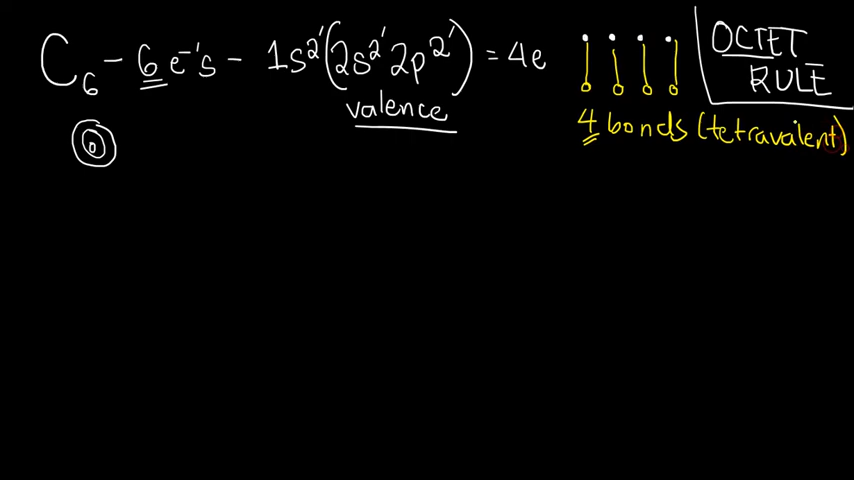 C₆ - 6 e⁻'s - 1s²'(2s²'2p²') = 4e
valence
OCTET
RULE
4 bonds (tetravalent)